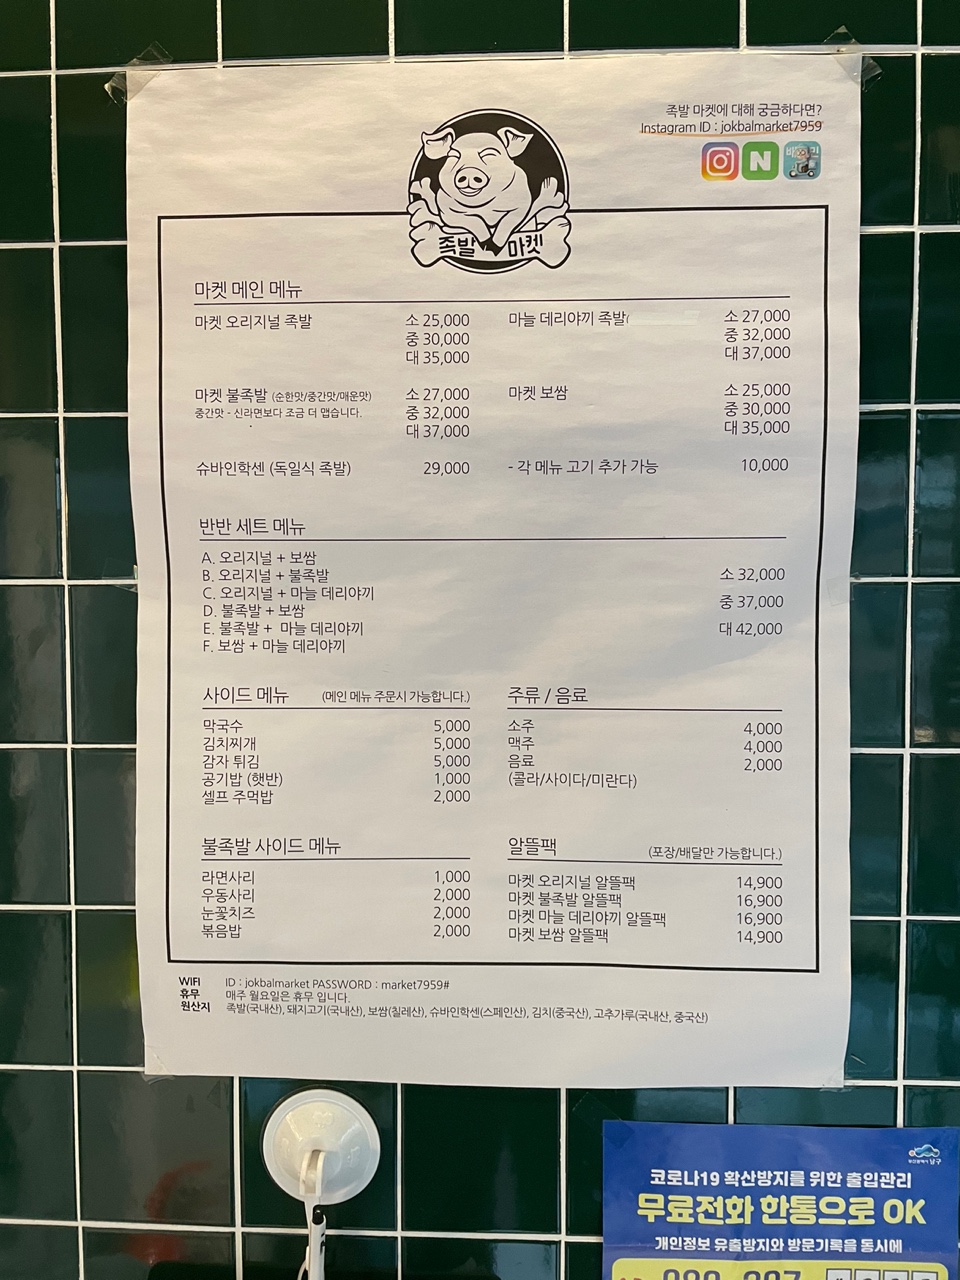 족발 마켓에 대해 궁금하다면?
Instagram ID : jokbalmarket7959
N
족발 마켓
마켓 메인 메뉴
마켓 오리지널 족발 소 25,000
중 30,000
대 35,000
마늘 데리야끼 족발( 소 27,000
중 32,000
대 37,000
마켓 불족발 (순한맛/중간맛/매운맛) 소 27,000
중간맛 - 신라면보다 조금 더 맵습니다. 중 32,000
대 37,000
마켓 보쌈 소 25,000
중 30,000
대 35,000
슈바인학센 (독일식 족발) 29,000
- 각 메뉴 고기 추가 가능 10,000
반반 세트 메뉴
A. 오리지널 + 보쌈
B. 오리지널 + 불족발
C. 오리지널 + 마늘 데리야끼
D. 불족발 + 보쌈
E. 불족발 + 마늘 데리야끼
F. 보쌈 + 마늘 데리야끼
소 32,000
중 37,000
대 42,000
사이드 메뉴 (메인 메뉴 주문시 가능합니다.)
막국수 5,000
김치찌개 5,000
감자 튀김 5,000
공기밥 (햇반) 1,000
셀프 주먹밥 2,000
주류 / 음료
소주 4,000
맥주 4,000
음료 2,000
(콜라/사이다/미란다)
불족발 사이드 메뉴
라면사리 1,000
우동사리 2,000
눈꽃치즈 2,000
볶음밥 2,000
알뜰팩 (포장/배달만 가능합니다.)
마켓 오리지널 알뜰팩 14,900
마켓 불족발 알뜰팩 16,900
마켓 마늘 데리야끼 알뜰팩 16,900
마켓 보쌈 알뜰팩 14,900
WIFI ID : jokbalmarket PASSWORD : market7959#
휴무 매주 월요일은 휴무 입니다.
원산지 족발(국내산), 돼지고기(국내산), 보쌈(칠레산), 슈바인학센(스페인산), 김치(중국산), 고추가루(국내산, 중국산)
부산광역시 남구
코로나19 확산방지를 위한 출입관리
무료전화 한통으로 OK
개인정보 유출방지와 방문기록을 동시에